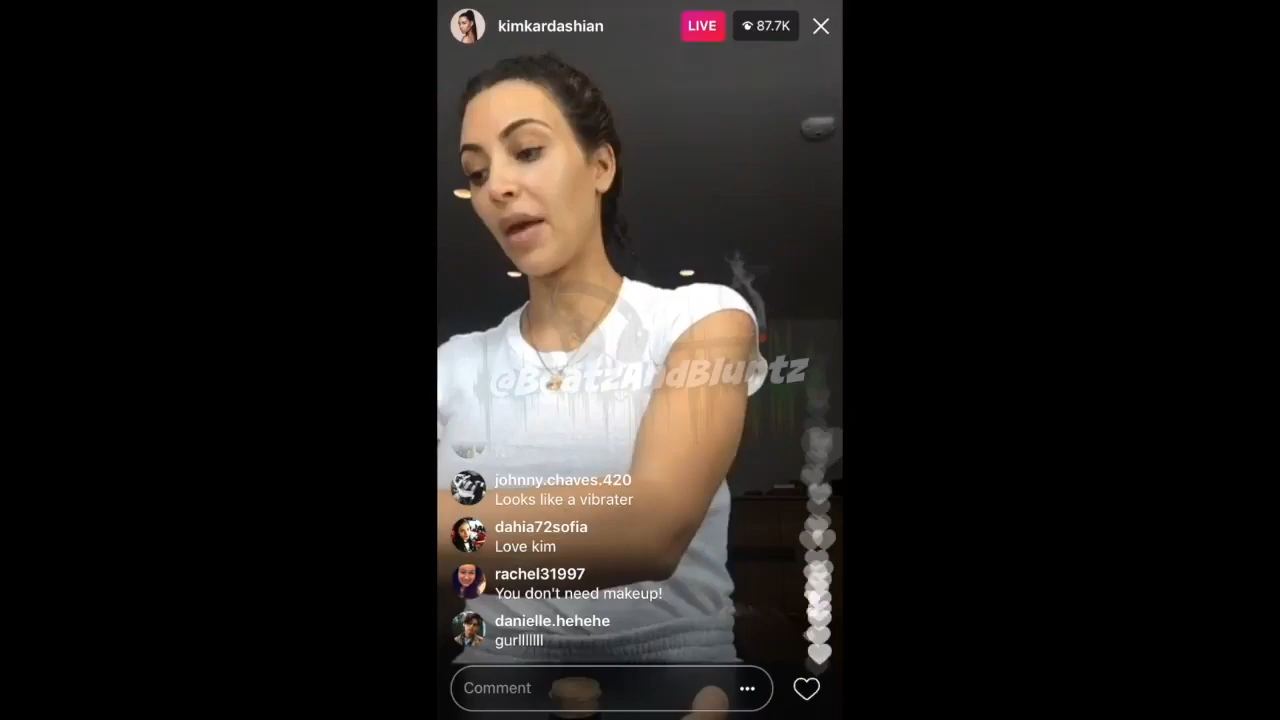 kimkardashian
LIVE
87.7K
@BeatzAndBluntz
johnny.chaves.420
Looks like a vibrater
dahia72sofia
Love kim
rachel31997
You don't need makeup!
danielle.hehehe
gurlllllll
Comment